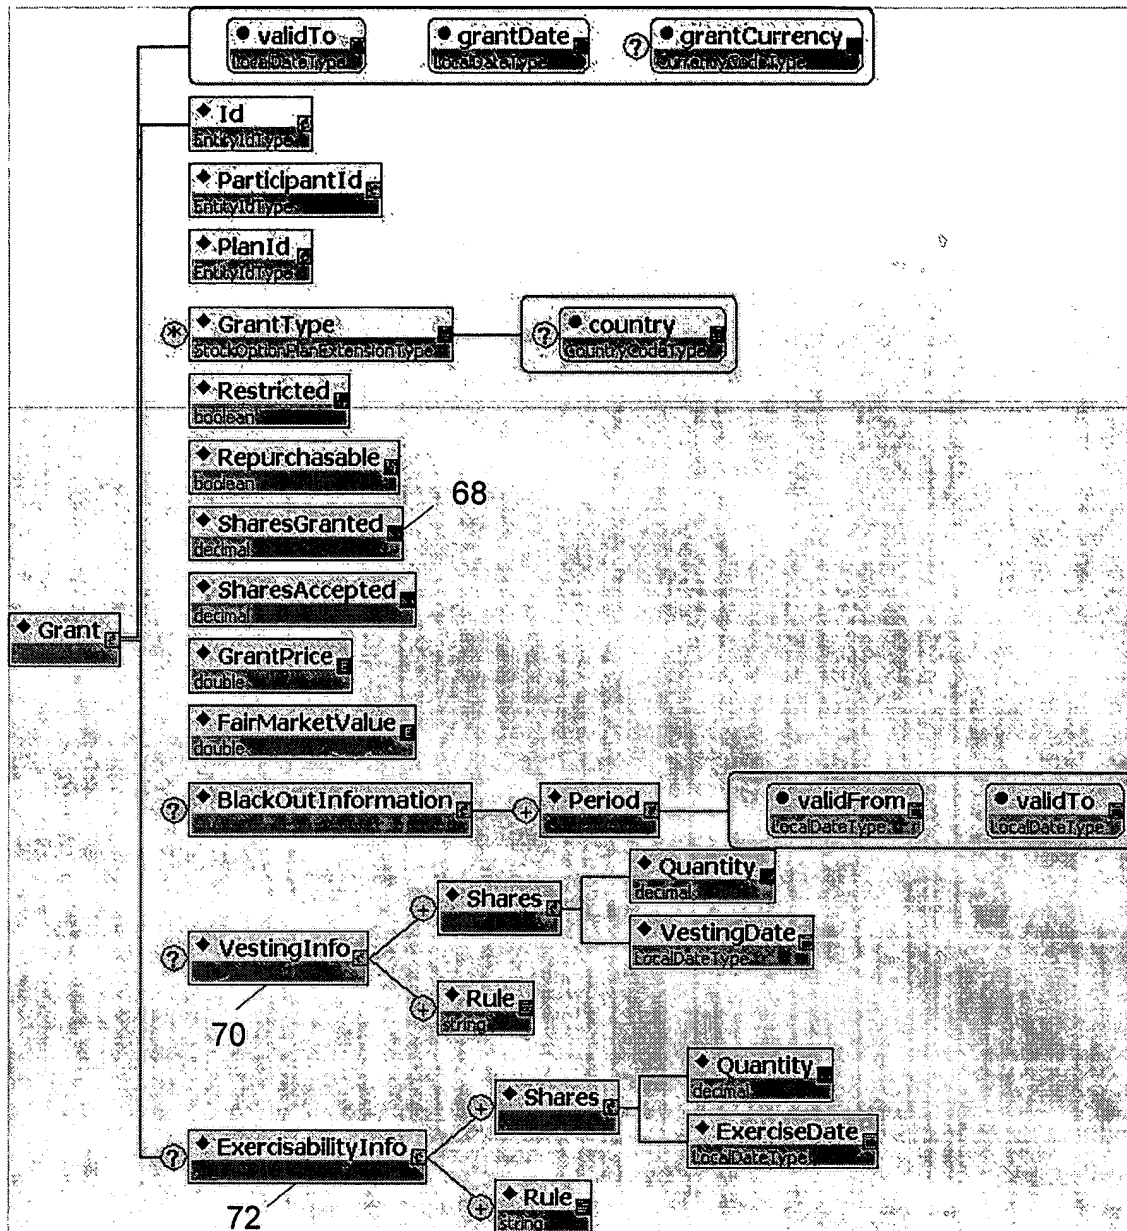 validTo
LocalDateType
grantDate
LocalDateType
? grantCurrency
CurrencyCodeType
Id
EntityIdType
ParticipantId
EntityIdType
PlanId
EntityIdType
* GrantType
StockOptionPlanExtensionType
? country
CountryCodeType
Restricted
boolean
Repurchasable
boolean
68
SharesGranted
decimal
SharesAccepted
decimal
Grant
GrantPrice
double
FairMarketValue
double
? BlackOutInformation
+ Period
validFrom
LocalDateType
validTo
LocalDateType
? VestingInfo
+ Shares
Quantity
decimal
VestingDate
LocalDateType
+ Rule
string
70
? ExercisabilityInfo
+ Shares
Quantity
decimal
ExerciseDate
LocalDateType
+ Rule
string
72